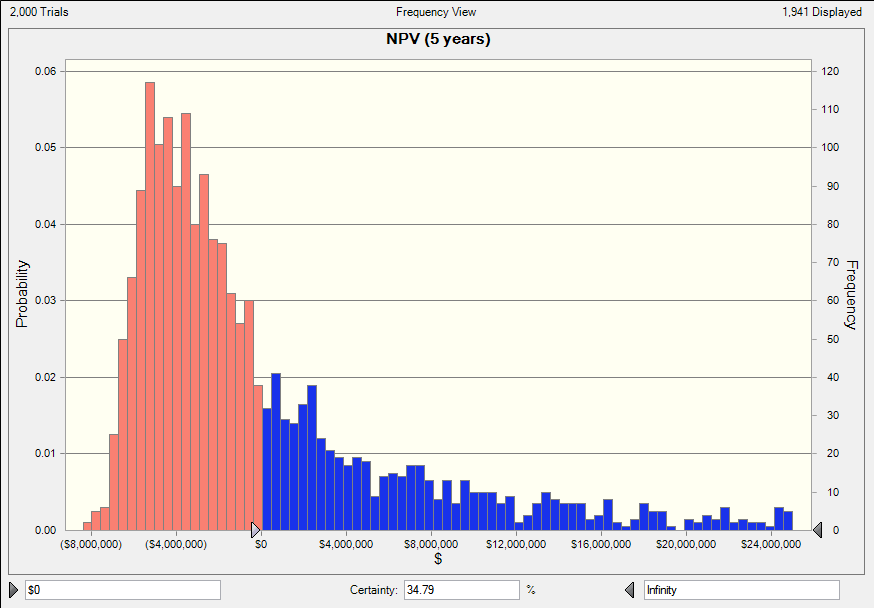 2,000 Trials Frequency View 1,941 Displayed
NPV (5 years)
0.06 120
110
0.05 100
90
0.04 80
70
0.03 60
50
0.02 40
30
0.01 20
10
0.00 0
Probability
Frequency
($8,000,000) ($4,000,000) $0 $4,000,000 $8,000,000 $12,000,000 $16,000,000 $20,000,000 $24,000,000
$
$0 Certainty: 34.79 % Infinity